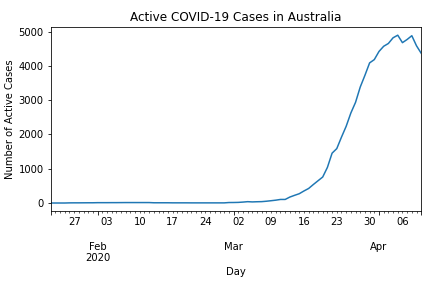 Active COVID-19 Cases in Australia
Number of Active Cases
5000
4000
3000
2000
1000
0
27 03 10 17 24 02 09 16 23 30 06
Feb Mar Apr
2020
Day